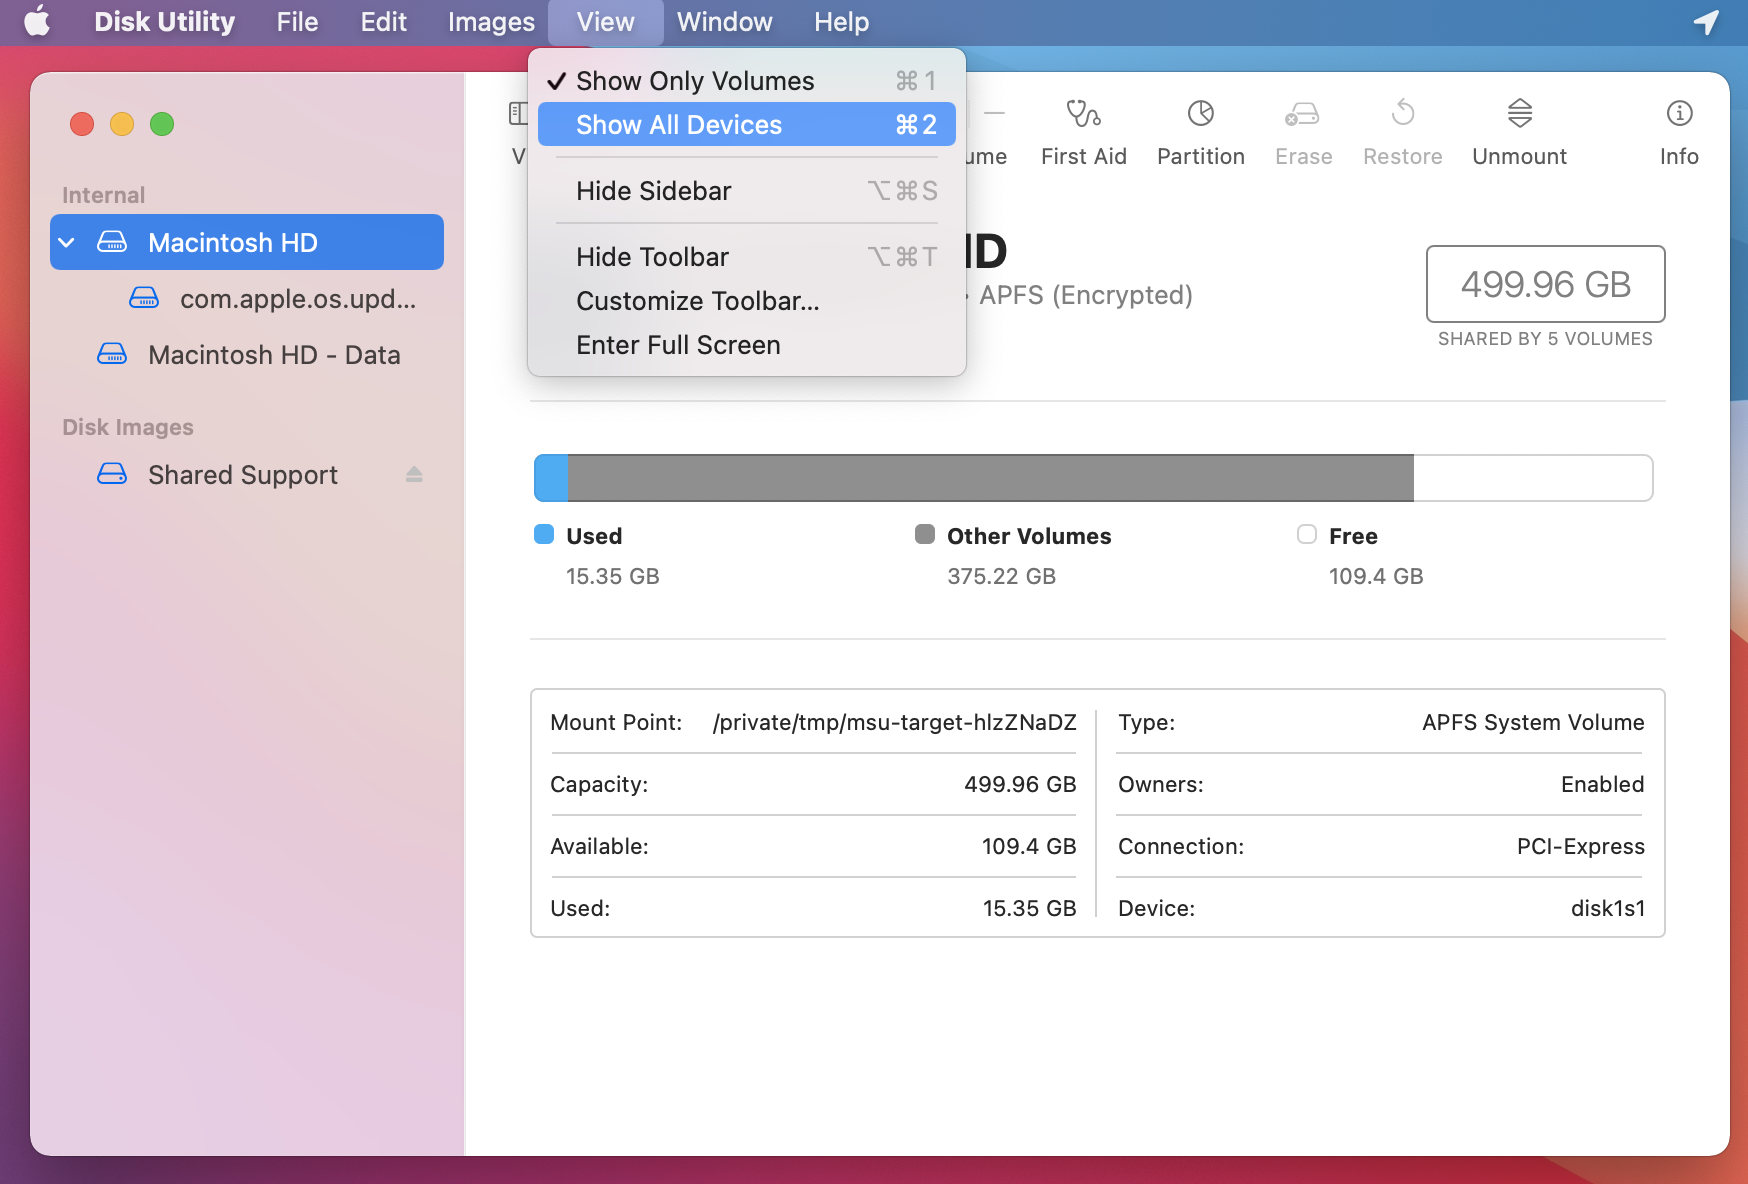 Disk Utility File Edit Images View Window Help
✓ Show Only Volumes ⌘1
Show All Devices ⌘2
Hide Sidebar ⌥⌘S
Hide Toolbar ⌥⌘T
Customize Toolbar...
Enter Full Screen
V
ume First Aid Partition Erase Restore Unmount Info
Internal
Macintosh HD
com.apple.os.upd...
Macintosh HD - Data
Disk Images
Shared Support
HD
• APFS (Encrypted)
499.96 GB
SHARED BY 5 VOLUMES
Used Other Volumes Free
15.35 GB 375.22 GB 109.4 GB
Mount Point: /private/tmp/msu-target-hlzZNaDZ Type: APFS System Volume
Capacity: 499.96 GB Owners: Enabled
Available: 109.4 GB Connection: PCI-Express
Used: 15.35 GB Device: disk1s1